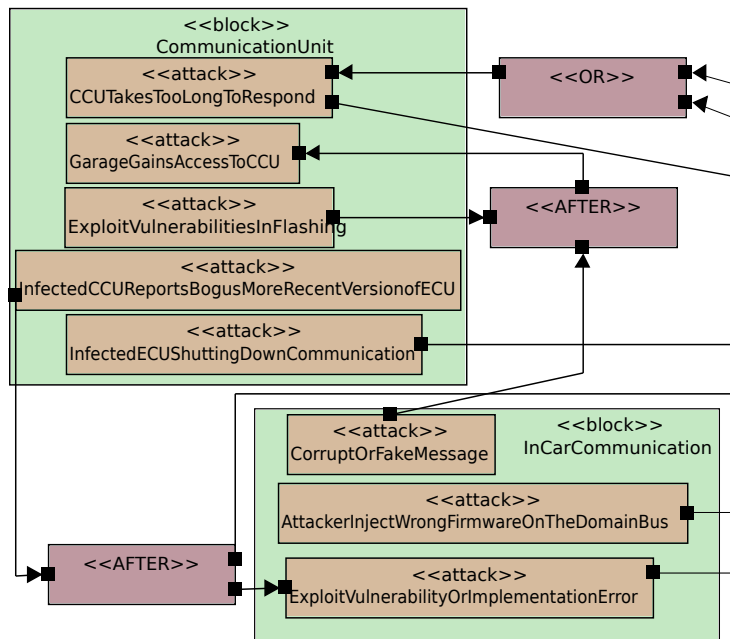 <<block>>
CommunicationUnit
<<attack>>
CCUTakesTooLongToRespond
<<OR>>
<<attack>>
GarageGainsAccessToCCU
<<attack>>
ExploitVulnerabilitiesInFlashing
<<AFTER>>
<<attack>>
InfectedCCUReportsBogusMoreRecentVersionofECU
<<attack>>
InfectedECUShuttingDownCommunication
<<block>>
InCarCommunication
<<attack>>
CorruptOrFakeMessage
<<attack>>
AttackerInjectWrongFirmwareOnTheDomainBus
<<AFTER>>
<<attack>>
ExploitVulnerabilityOrImplementationError